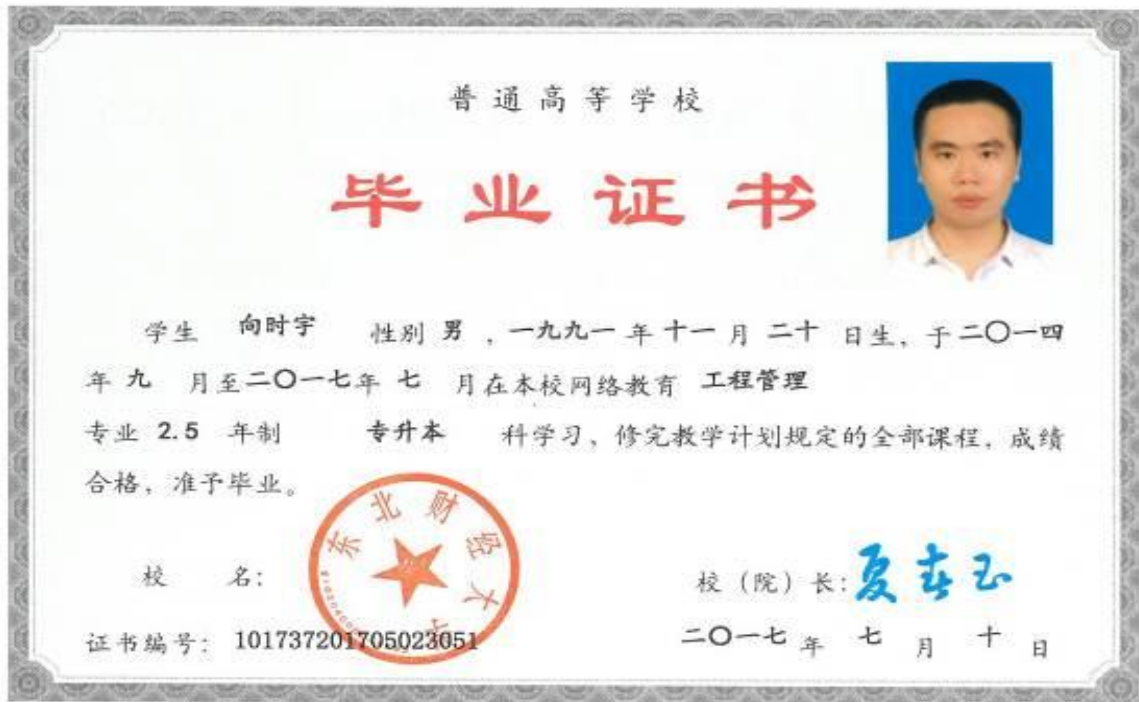 普通高等学校
毕业证书
学生 向时宇 性别 男 ，一九九一 年 十一 月 二十 日生，于二〇一四
年 九 月至二〇一七年 七 月在本校网络教育 工程管理
专业 2.5 年制 专升本 科学习，修完教学计划规定的全部课程，成绩
合格，准予毕业。
东北财经大学
校 名：
校（院）长：夏春玉
证书编号： 101737201705023051
二〇一七 年 七 月 十 日